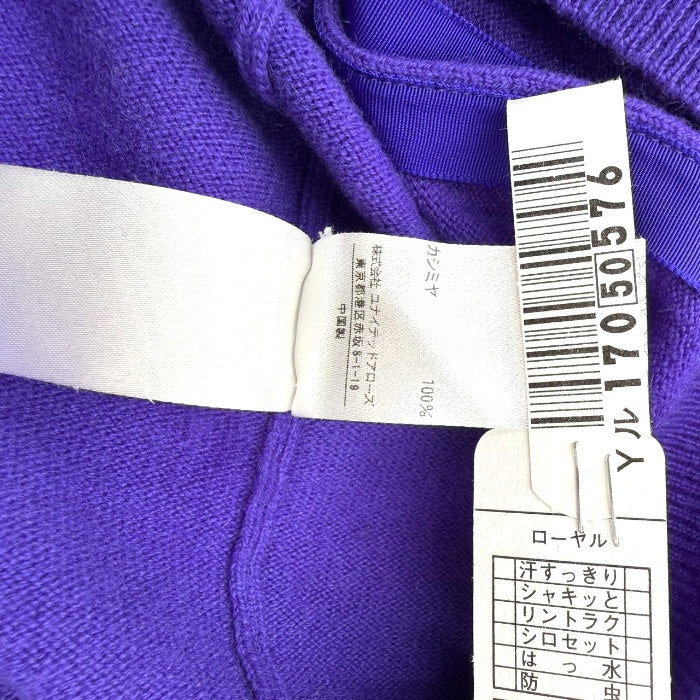 カシミヤ 100%
株式会社 ユナイテッドアローズ
東京都港区赤坂8-1-19
中国製
Yル 17050576
ローヤル
汗すっきり
シャキッと
リントラク
シロセット
はっ水
防虫